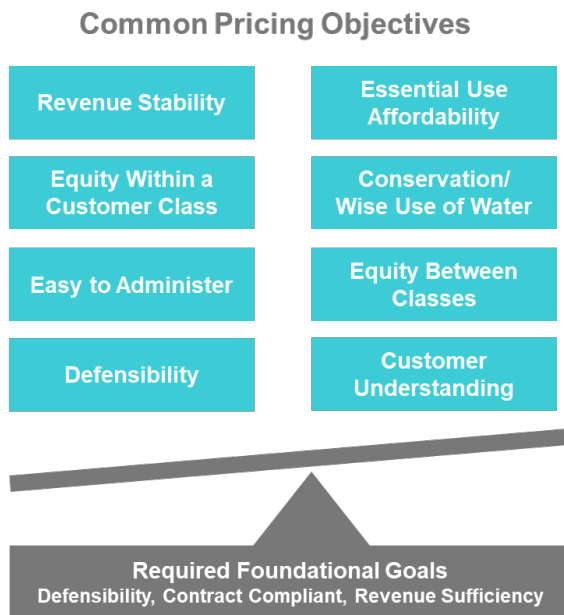 Common Pricing Objectives
Revenue Stability
Essential Use
Affordability
Equity Within a
Customer Class
Conservation/
Wise Use of Water
Easy to Administer
Equity Between
Classes
Defensibility
Customer
Understanding
Required Foundational Goals
Defensibility, Contract Compliant, Revenue Sufficiency